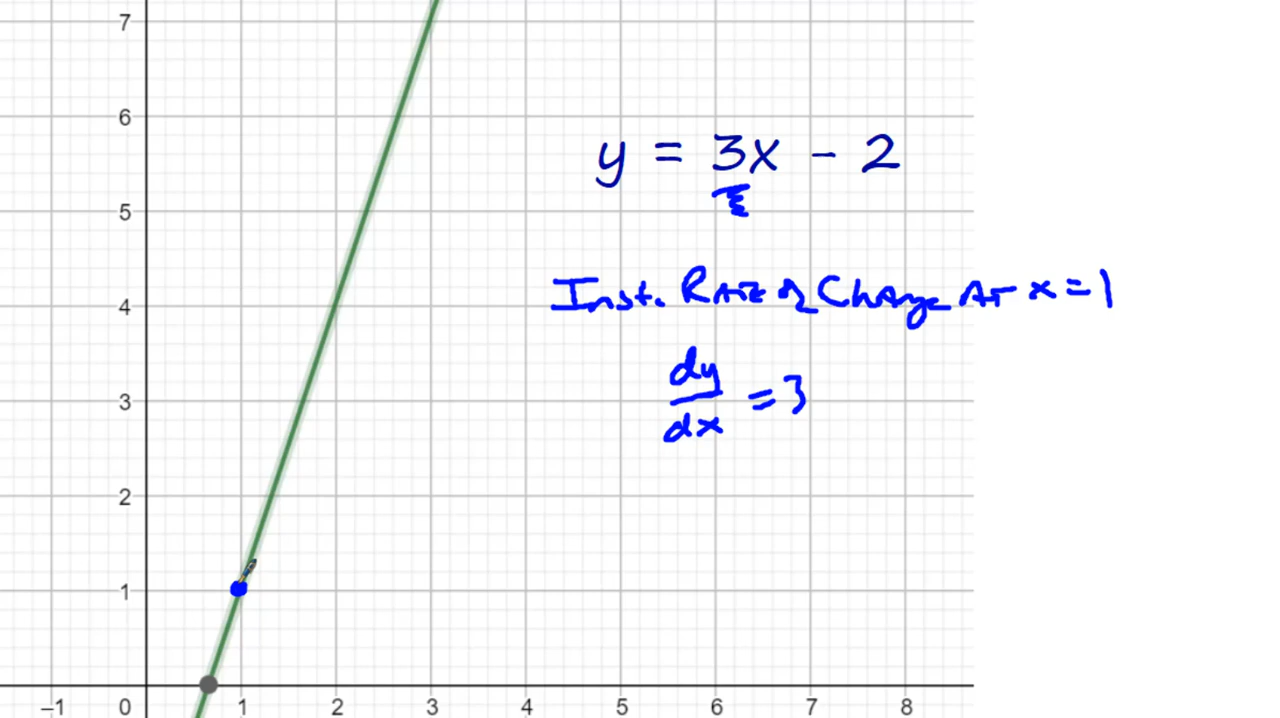 7
6
y = 3x - 2
5
Inst. Rate of Change At x = 1
4
dy
dx = 3
3
2
1
–1 0 1 2 3 4 5 6 7 8